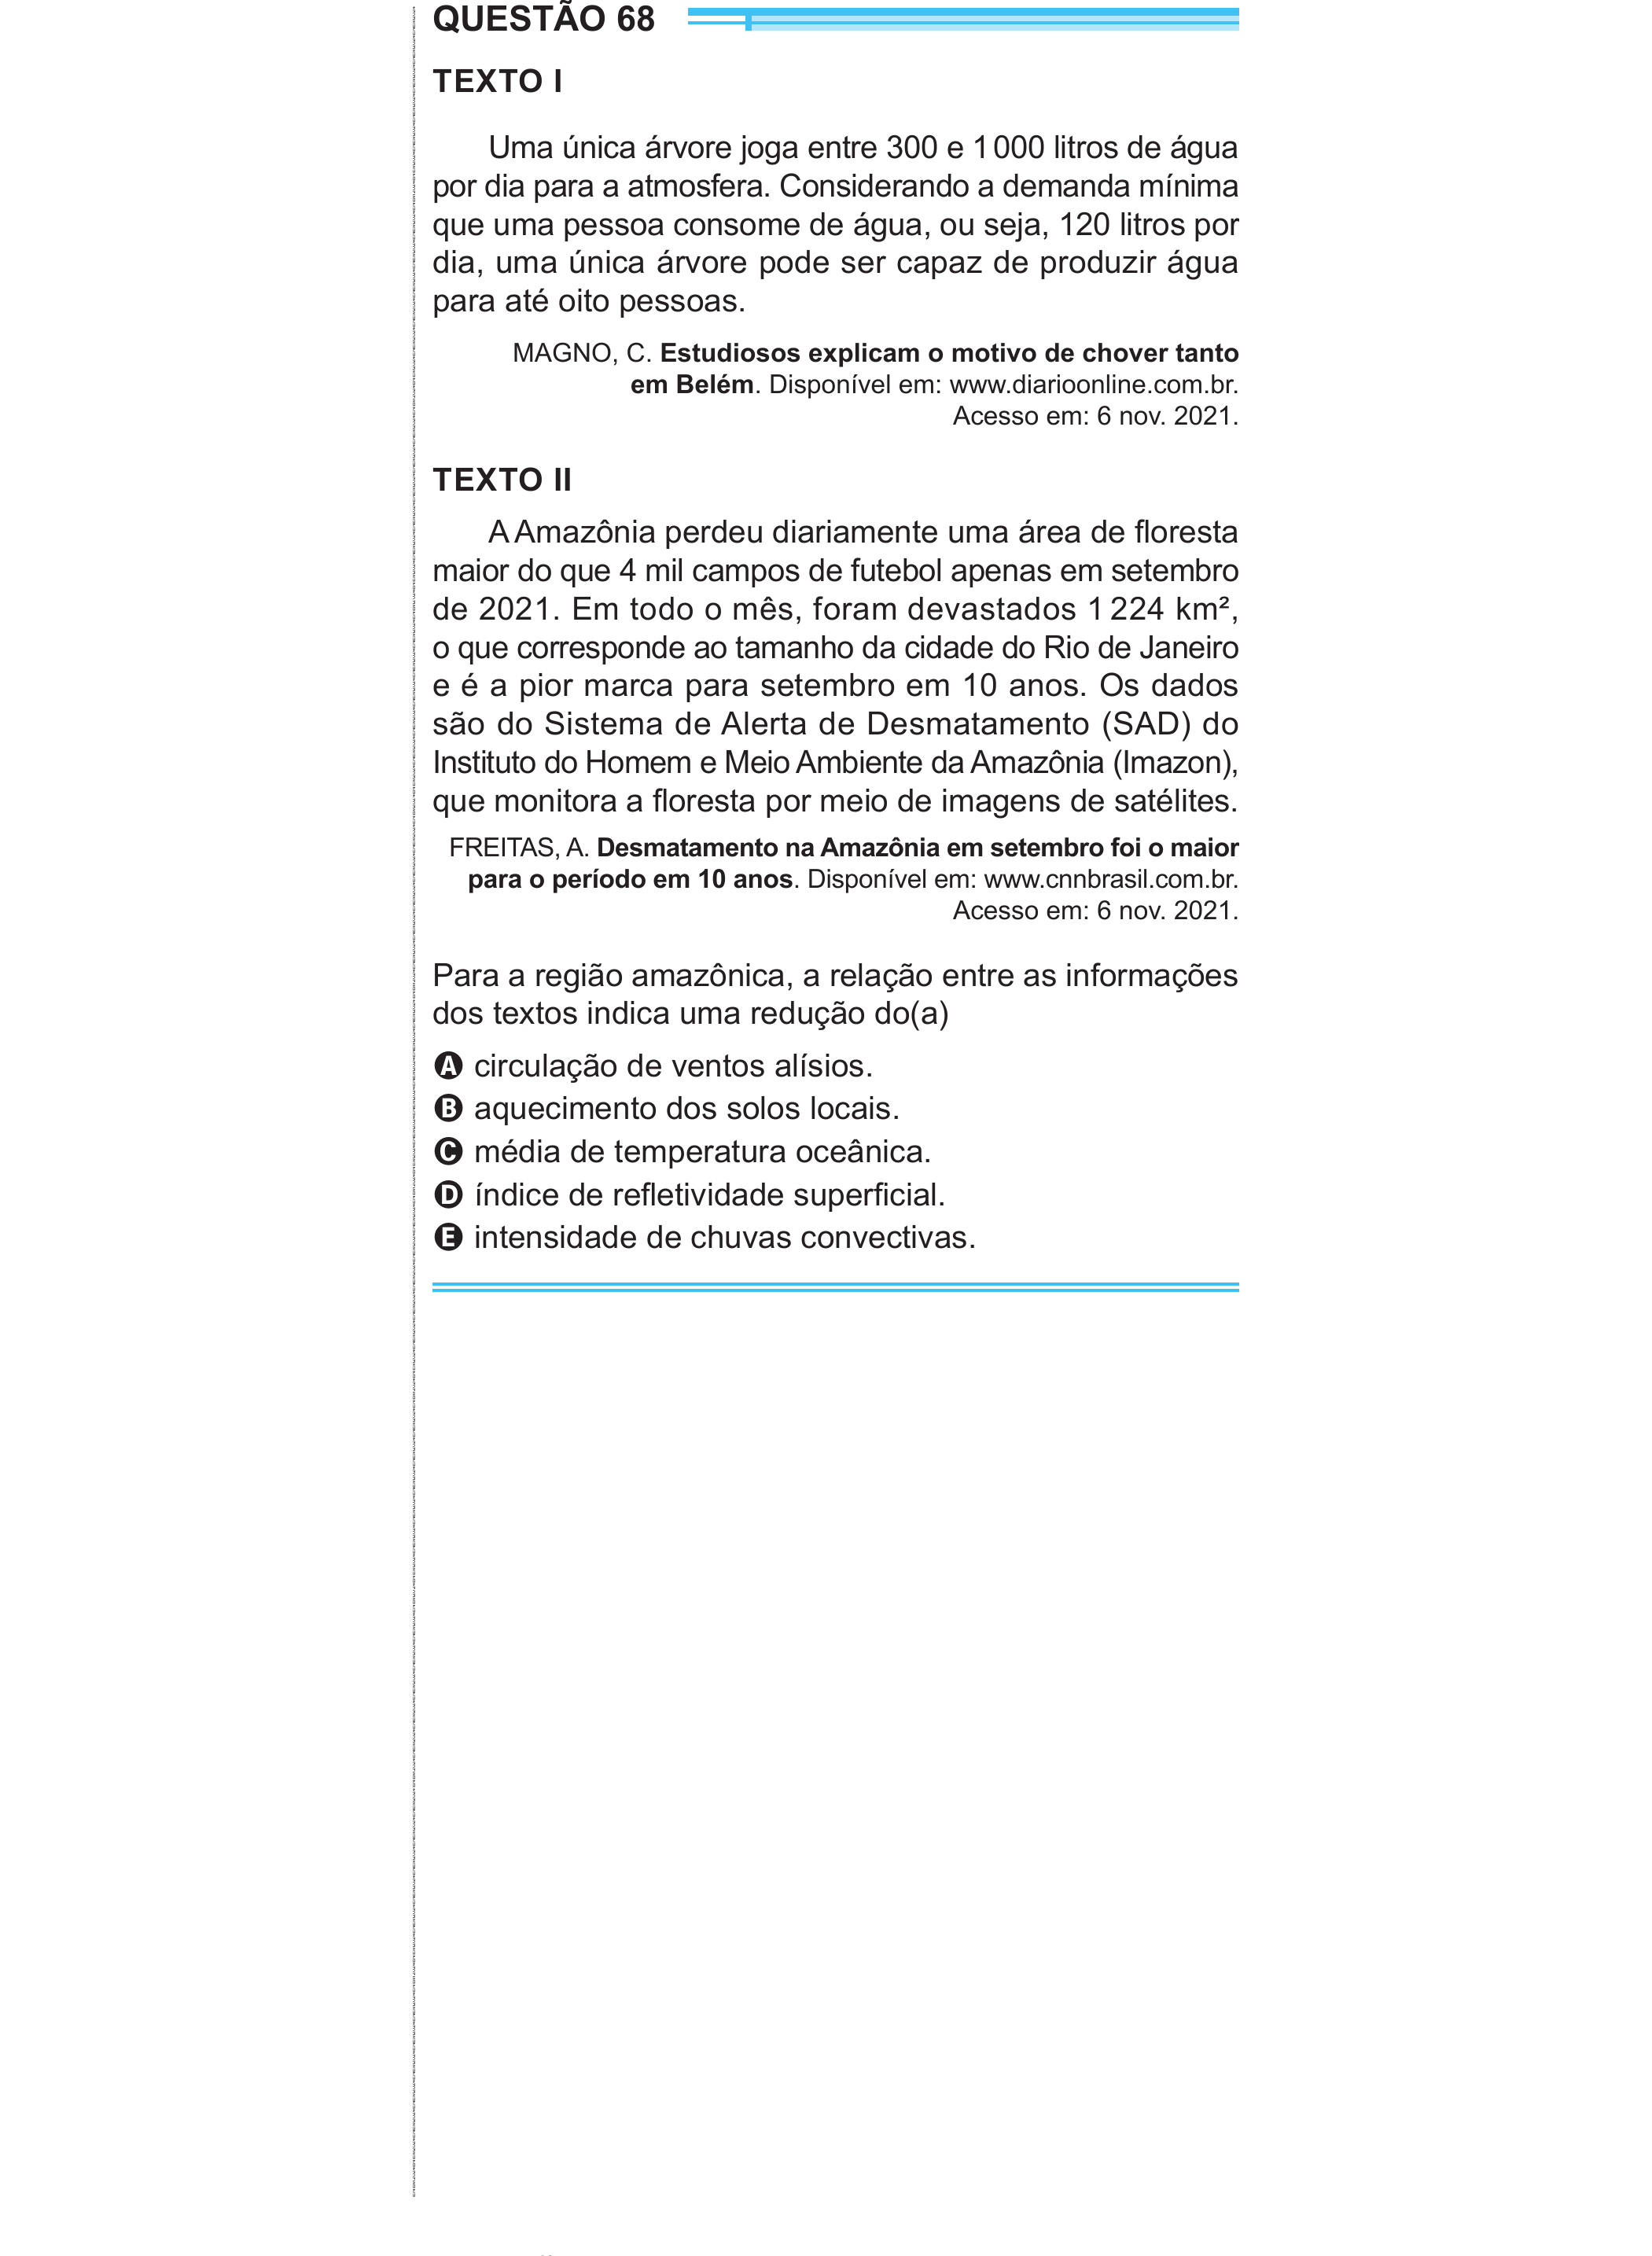 QUESTÃO 68
TEXTO I
Uma única árvore joga entre 300 e 1 000 litros de água
por dia para a atmosfera. Considerando a demanda mínima
que uma pessoa consome de água, ou seja, 120 litros por
dia, uma única árvore pode ser capaz de produzir água
para até oito pessoas.
MAGNO, C. Estudiosos explicam o motivo de chover tanto
em Belém. Disponível em: www.diarioonline.com.br.
Acesso em: 6 nov. 2021.
TEXTO II
A Amazônia perdeu diariamente uma área de floresta
maior do que 4 mil campos de futebol apenas em setembro
de 2021. Em todo o mês, foram devastados 1 224 km²,
o que corresponde ao tamanho da cidade do Rio de Janeiro
e é a pior marca para setembro em 10 anos. Os dados
são do Sistema de Alerta de Desmatamento (SAD) do
Instituto do Homem e Meio Ambiente da Amazônia (Imazon),
que monitora a floresta por meio de imagens de satélites.
FREITAS, A. Desmatamento na Amazônia em setembro foi o maior
para o período em 10 anos. Disponível em: www.cnnbrasil.com.br.
Acesso em: 6 nov. 2021.
Para a região amazônica, a relação entre as informações
dos textos indica uma redução do(a)
A circulação de ventos alísios.
B aquecimento dos solos locais.
C média de temperatura oceânica.
D índice de refletividade superficial.
E intensidade de chuvas convectivas.